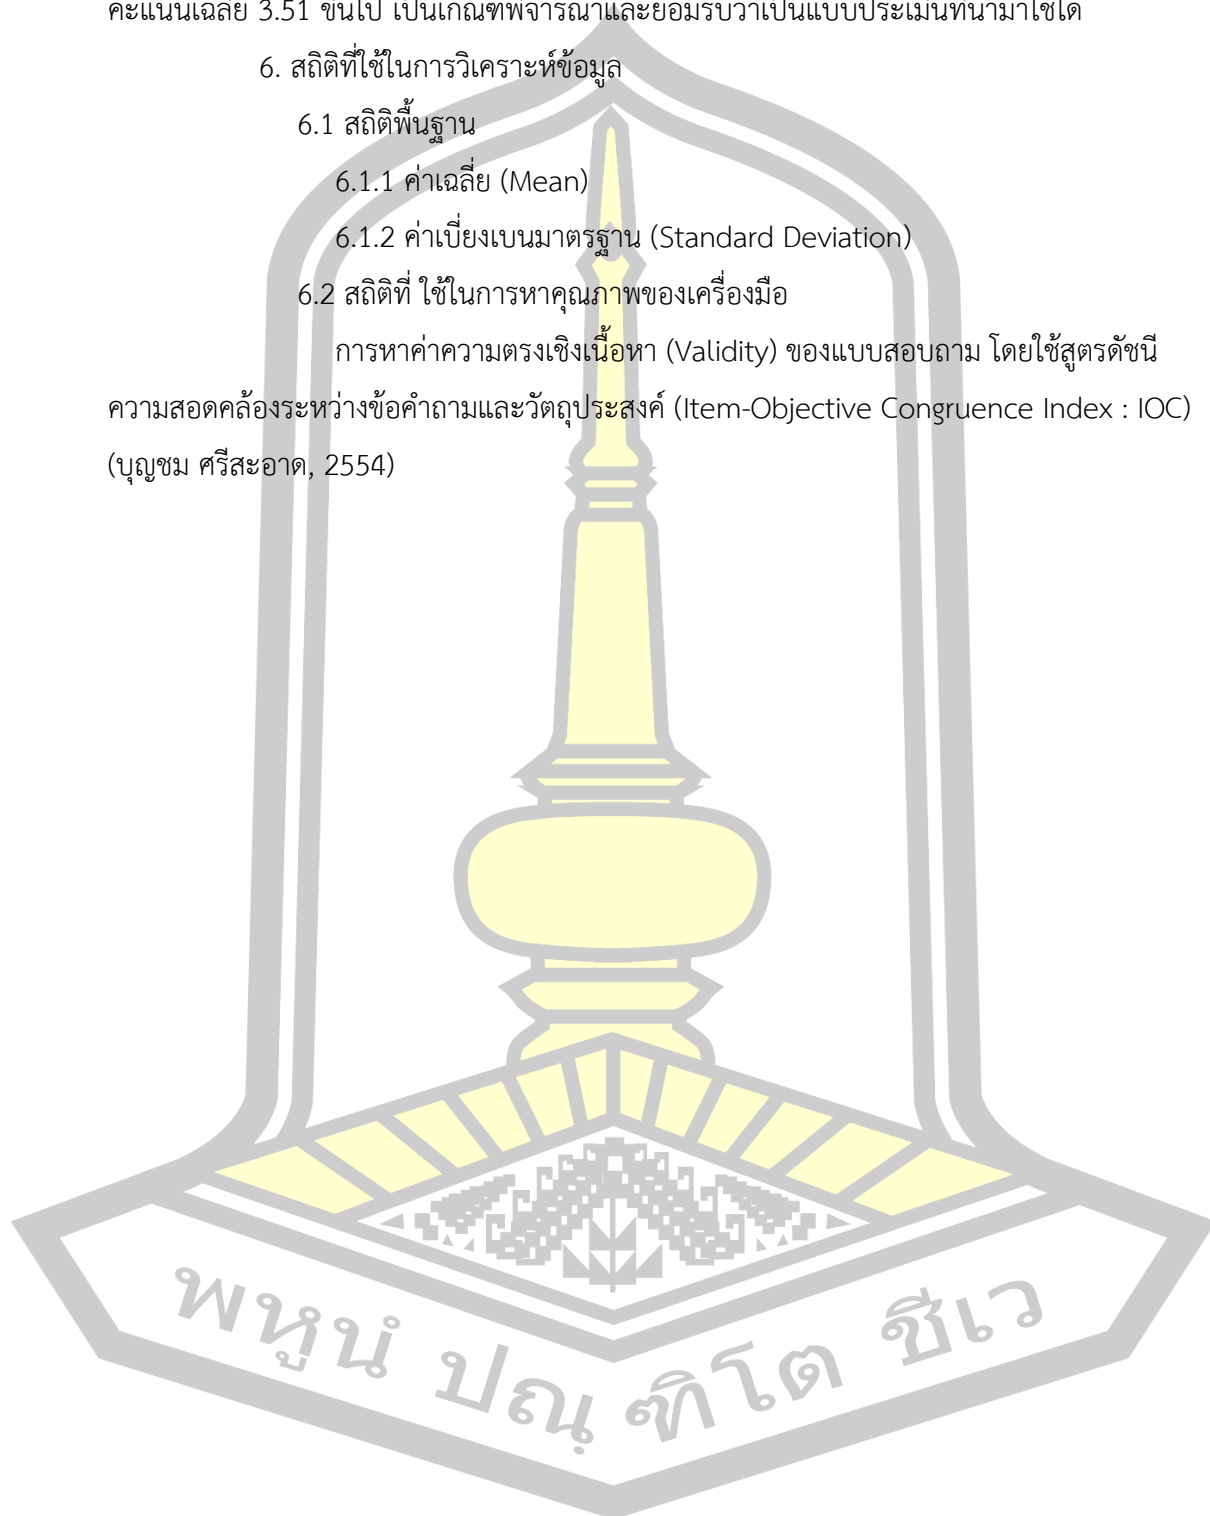 คะแนนเฉลี่ย 3.51 ขึ้นไป เป็นเกณฑ์พิจารณาและยอมรับว่าเป็นแบบประเมินที่นำมาใช้ได้
6. สถิติที่ใช้ในการวิเคราะห์ข้อมูล
6.1 สถิติพื้นฐาน
6.1.1 ค่าเฉลี่ย (Mean)
6.1.2 ค่าเบี่ยงเบนมาตรฐาน (Standard Deviation)
6.2 สถิติที่ ใช้ในการหาคุณภาพของเครื่องมือ
การหาค่าความตรงเชิงเนื้อหา (Validity) ของแบบสอบถาม โดยใช้สูตรดัชนี
ความสอดคล้องระหว่างข้อคำถามและวัตถุประสงค์ (Item-Objective Congruence Index : IOC)
(บุญชม ศรีสะอาด, 2554)
พหูนํ ปณฺ ฑิโต ชีเว